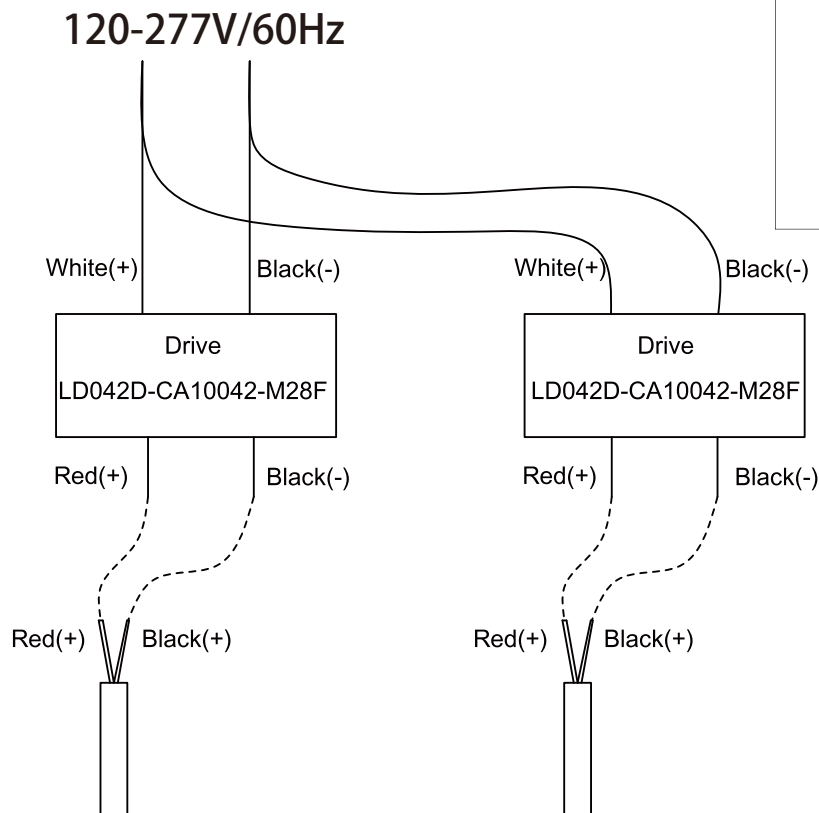 120-277V/60Hz
White(+)
Black(-)
White(+)
Black(-)
Drive
LD042D-CA10042-M28F
Drive
LD042D-CA10042-M28F
Red(+)
Black(-)
Red(+)
Black(-)
Red(+)
Black(+)
Red(+)
Black(+)